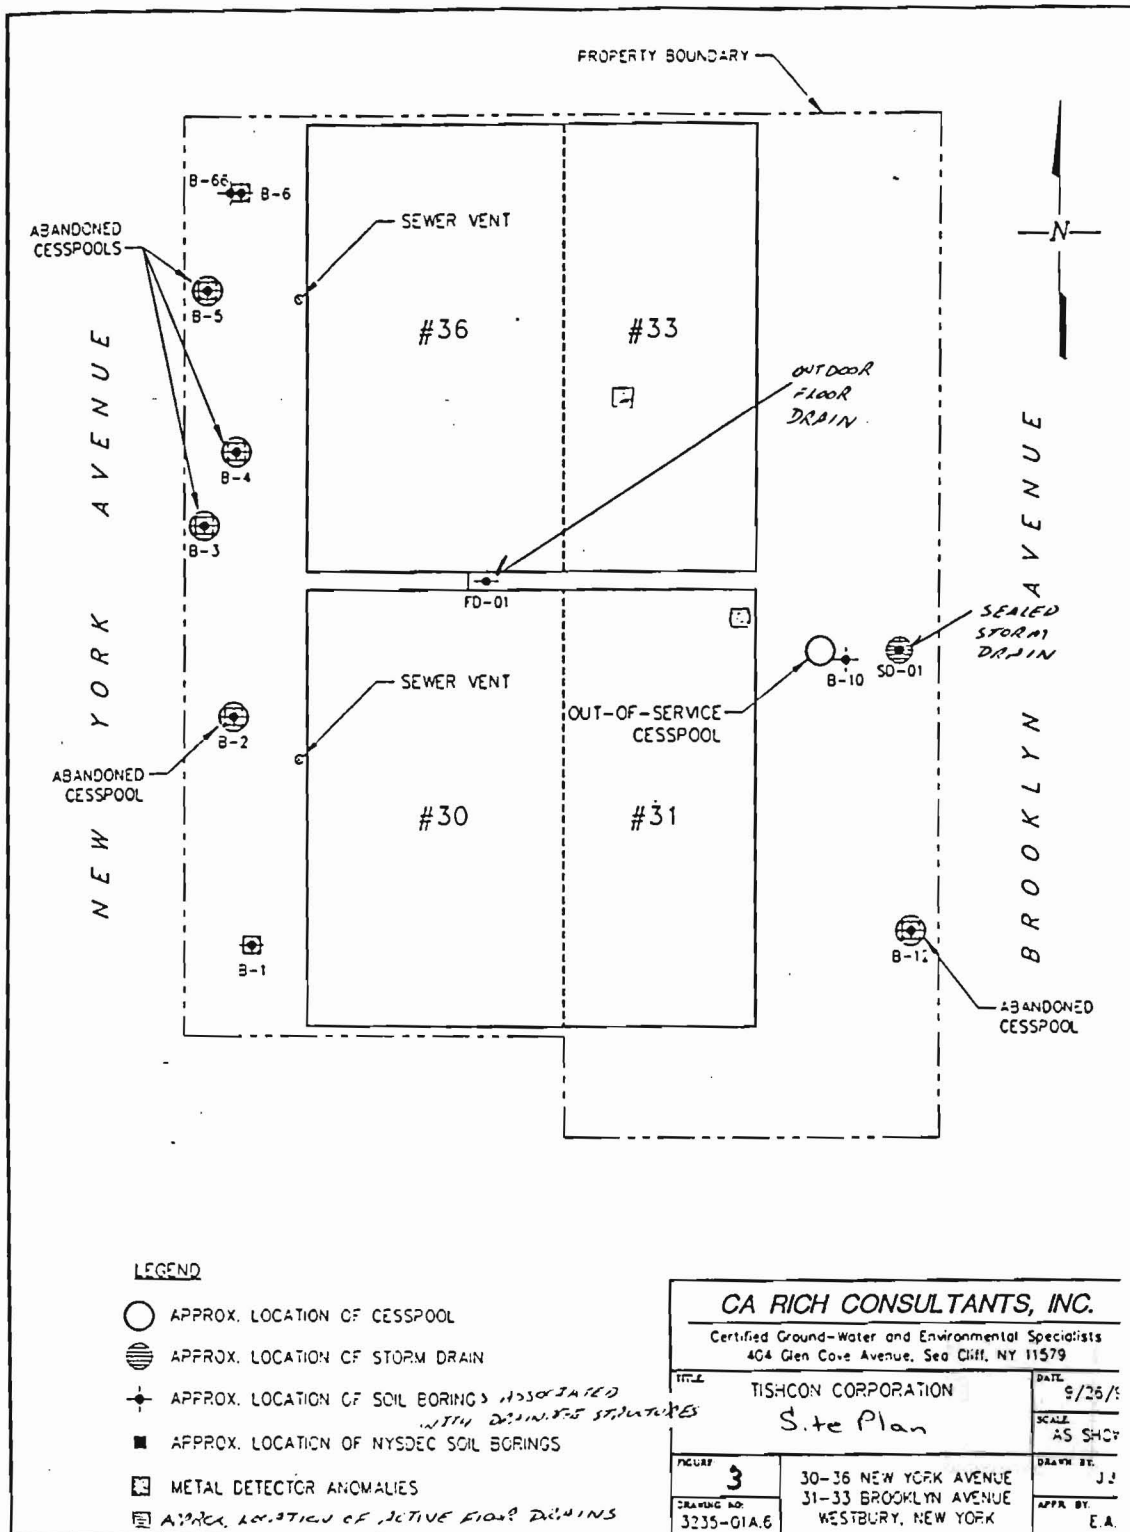 PROPERTY BOUNDARY
B-66
B-6
ABANDONED
CESSPOOLS
SEWER VENT
B-5
#36
#33
N
OUTDOOR
FLOOR
DRAIN
B-4
B-3
FD-01
NEW YORK AVENUE
BROOKLYN AVENUE
SEALED
STORM
DRAIN
B-10
SD-01
SEWER VENT
OUT-OF-SERVICE
CESSPOOL
B-2
ABANDONED
CESSPOOL
#30
#31
B-12
B-1
ABANDONED
CESSPOOL
LEGEND
APPROX. LOCATION OF CESSPOOL
APPROX. LOCATION OF STORM DRAIN
APPROX. LOCATION OF SOIL BORINGS ASSOCIATED
WITH DRAINAGE STRUCTURES
APPROX. LOCATION OF NYSDEC SOIL BORINGS
METAL DETECTOR ANOMALIES
APPROX. LOCATION OF ACTIVE FLOOR DRAINS
CA RICH CONSULTANTS, INC.
Certified Ground-Water and Environmental Specialists
404 Glen Cove Avenue, Sea Cliff, NY 11579
TITLE
TISHCON CORPORATION
Site Plan
DATE
9/26/9
SCALE
AS SHOW
FIGURE
3
DRAWING NO:
3235-01A.6
30-36 NEW YORK AVENUE
31-33 BROOKLYN AVENUE
WESTBURY, NEW YORK
DRAWN BY:
APPR. BY:
E.A.